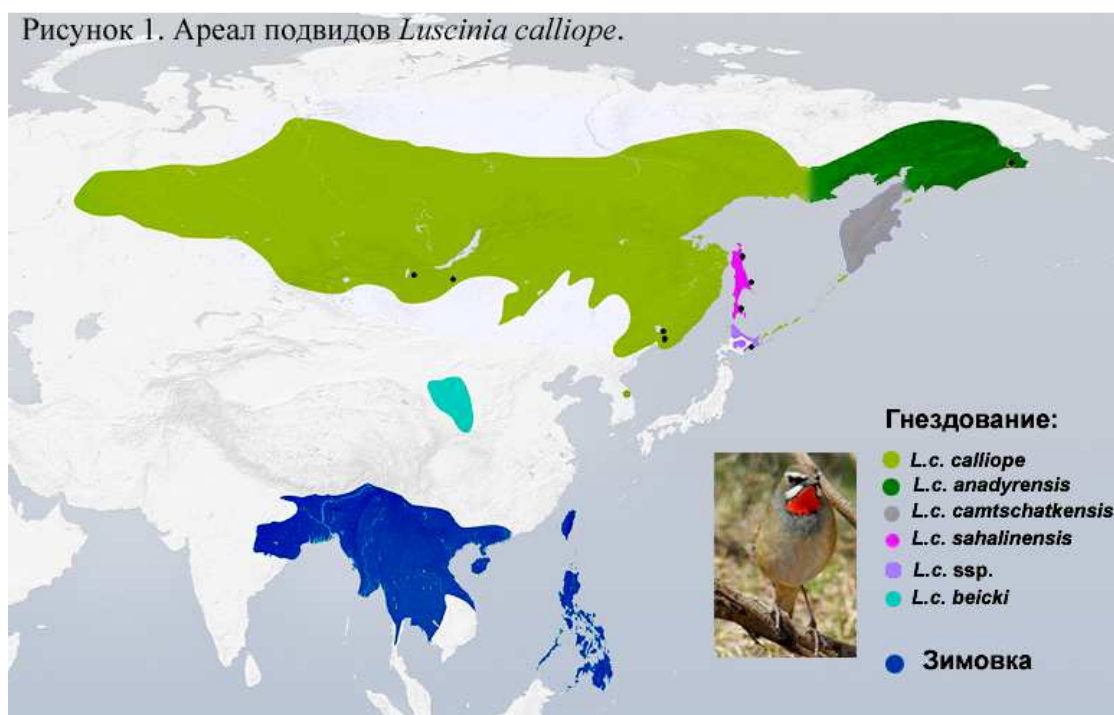 Рисунок 1. Ареал подвидов Luscinia calliope.
Гнездование:
L.c. calliope
L.c. anadyrensis
L.c. camtschatkensis
L.c. sahalinensis
L.c. ssp.
L.c. beicki
Зимовка